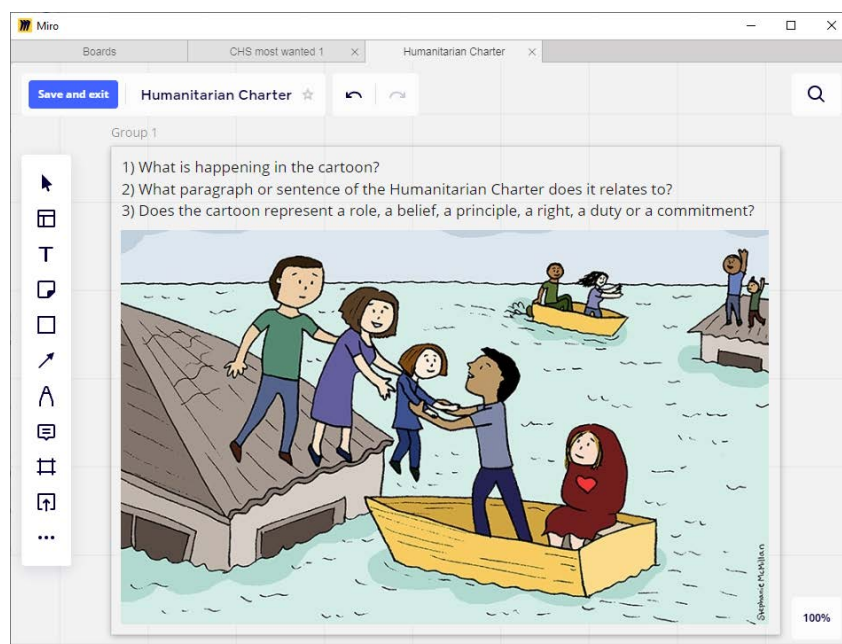 Miro
Boards
CHS most wanted 1
Humanitarian Charter
Save and exit
Humanitarian Charter
Group 1
1) What is happening in the cartoon?
2) What paragraph or sentence of the Humanitarian Charter does it relates to?
3) Does the cartoon represent a role, a belief, a principle, a right, a duty or a commitment?
Stephanie McMillan
100%